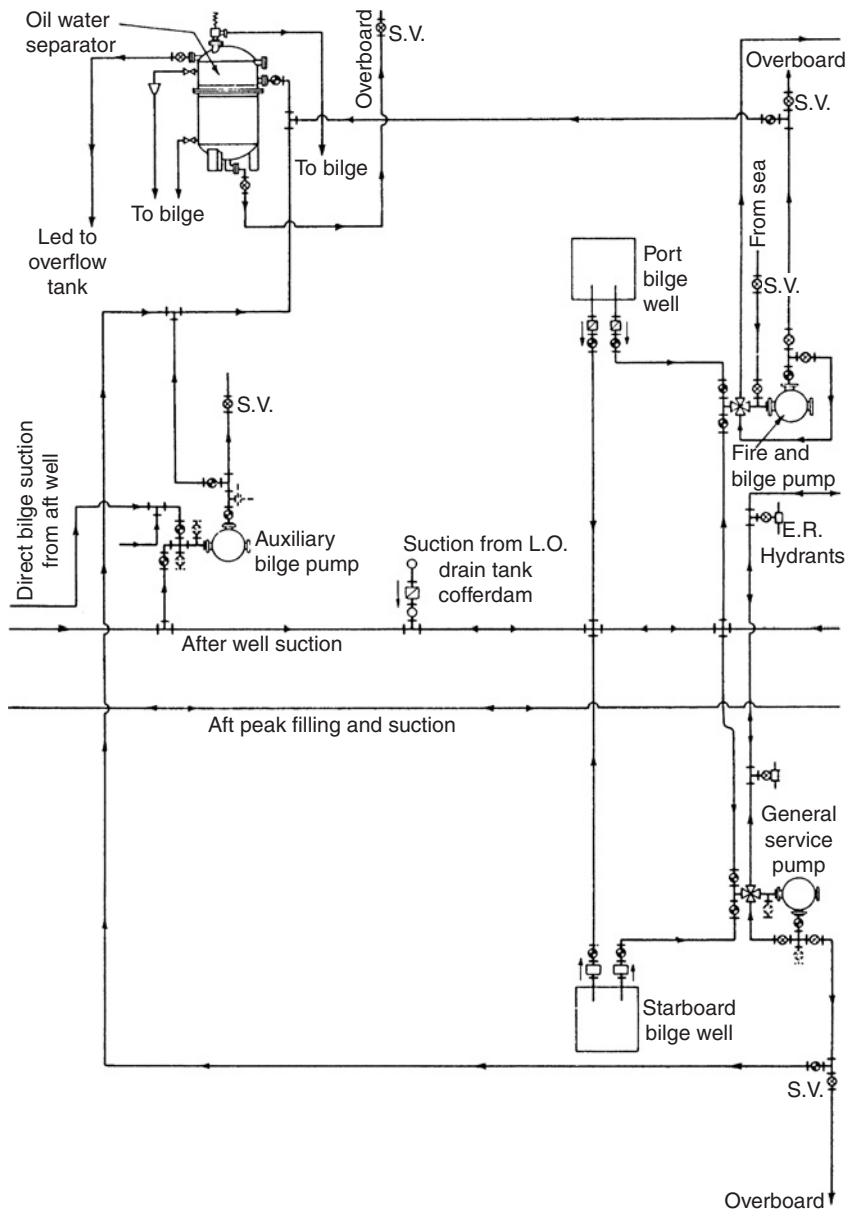 Oil water
separator
S.V.
Overboard
Overboard
S.V.
To bilge
To bilge
Led to
overflow
tank
From sea
Port
bilge
well
S.V.
S.V.
Fire and
bilge pump
Direct bilge suction
from aft well
Auxiliary
bilge pump
Suction from L.O.
drain tank
cofferdam
E.R.
Hydrants
After well suction
Aft peak filling and suction
General
service
pump
Starboard
bilge well
S.V.
Overboard